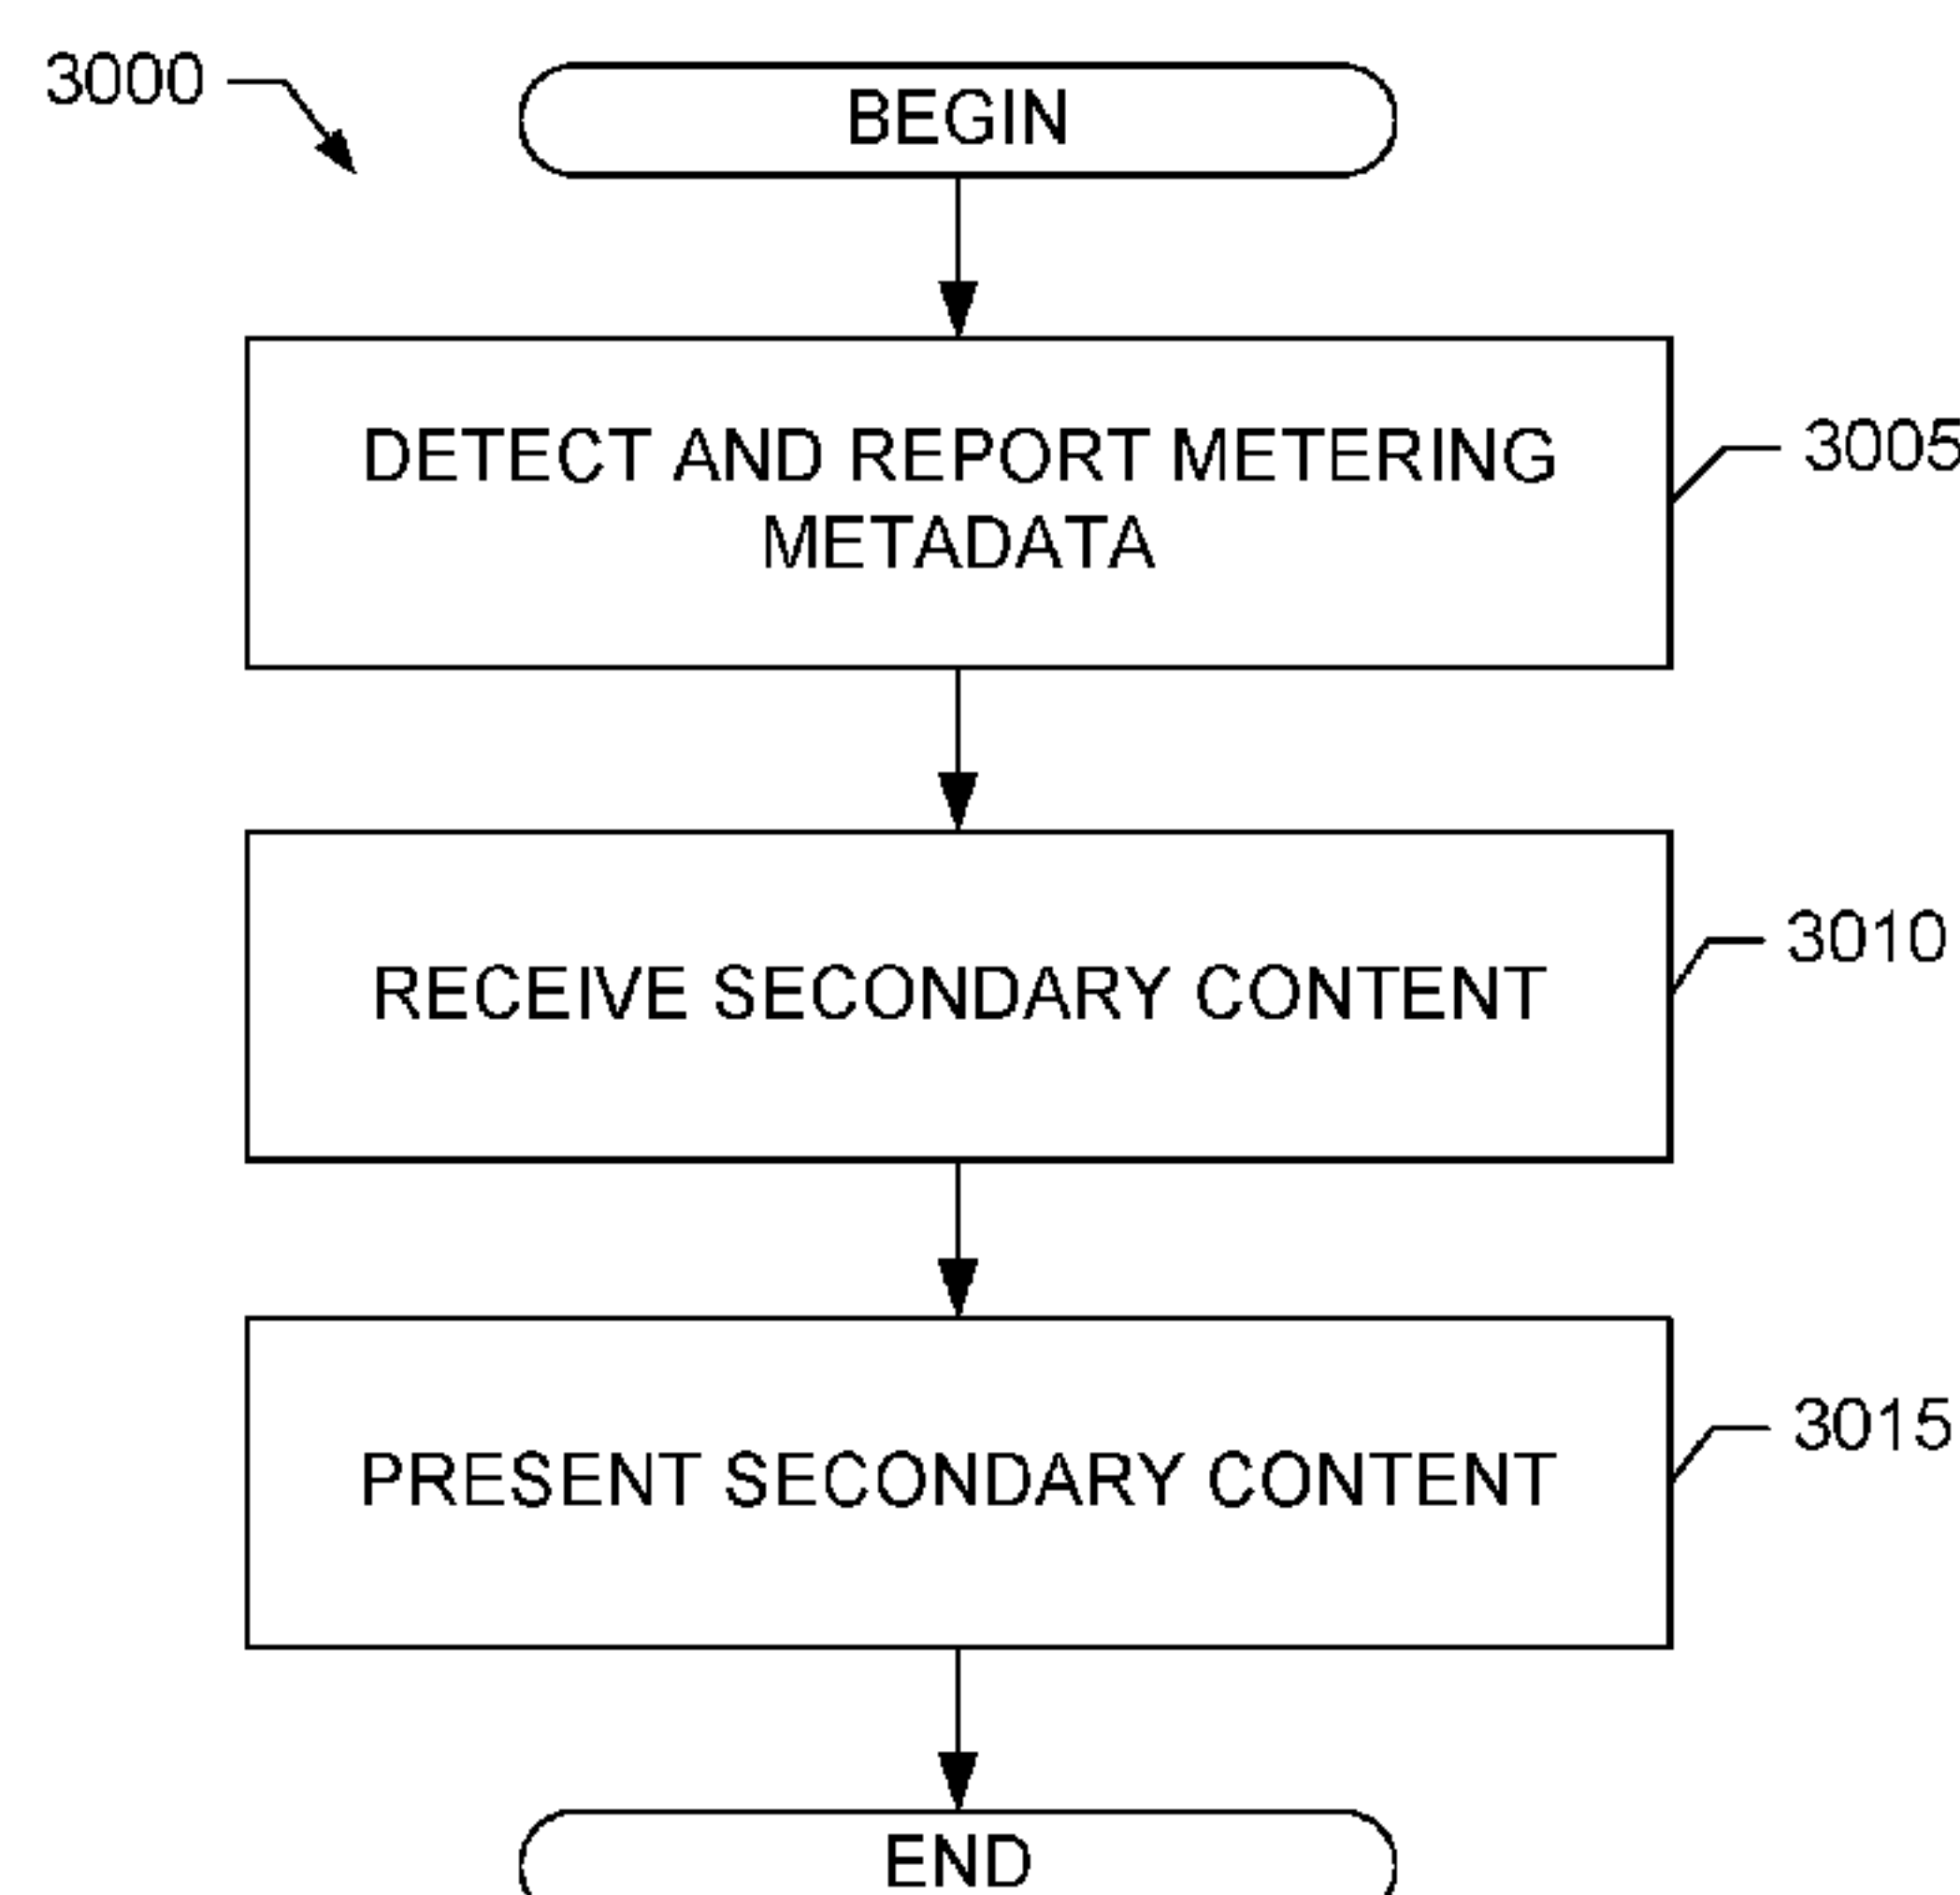 3000
BEGIN
DETECT AND REPORT METERING
METADATA
3005
RECEIVE SECONDARY CONTENT
3010
PRESENT SECONDARY CONTENT
3015
END